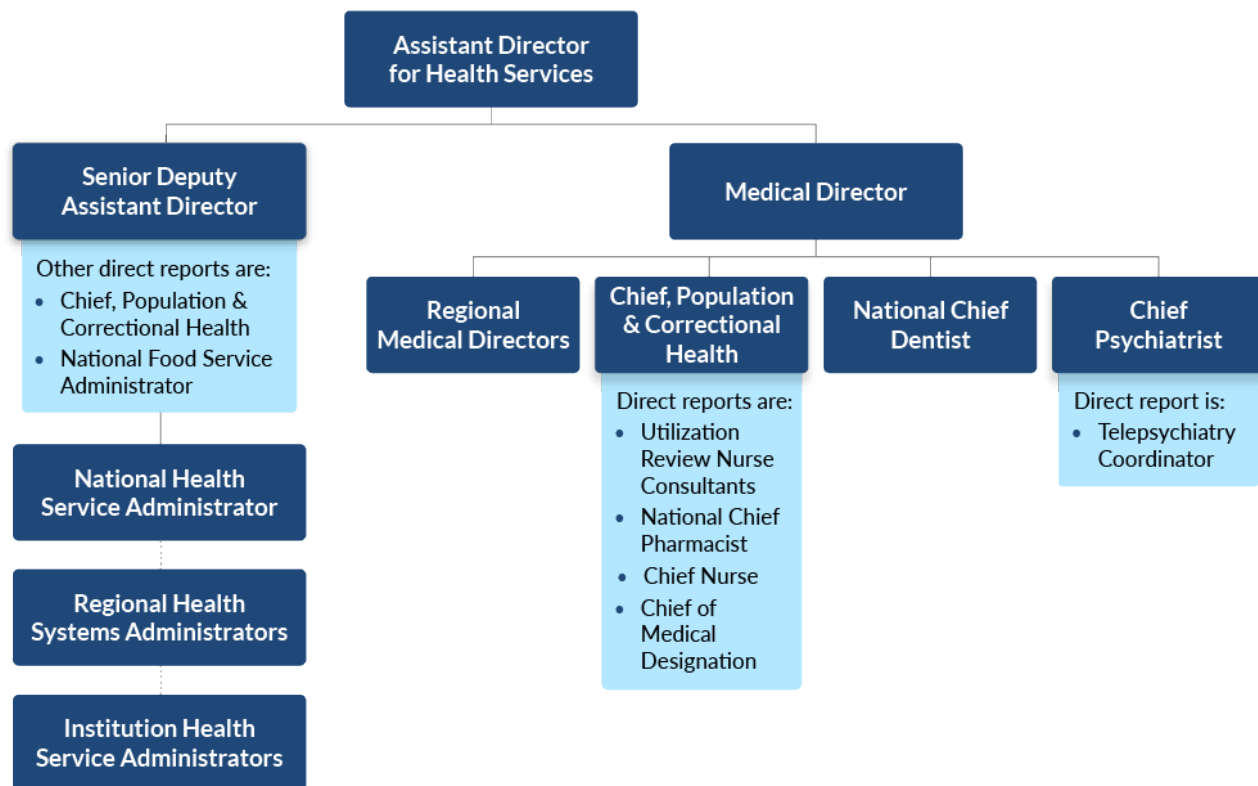 Assistant Director
for Health Services
Senior Deputy
Assistant Director
Other direct reports are:
• Chief, Population &
Correctional Health
• National Food Service
Administrator
National Health
Service Administrator
Regional Health
Systems Administrators
Institution Health
Service Administrators
Medical Director
Regional
Medical Directors
Chief, Population
& Correctional
Health
Direct reports are:
• Utilization
Review Nurse
Consultants
• National Chief
Pharmacist
• Chief Nurse
• Chief of
Medical
Designation
National Chief
Dentist
Chief
Psychiatrist
Direct report is:
• Telepsychiatry
Coordinator